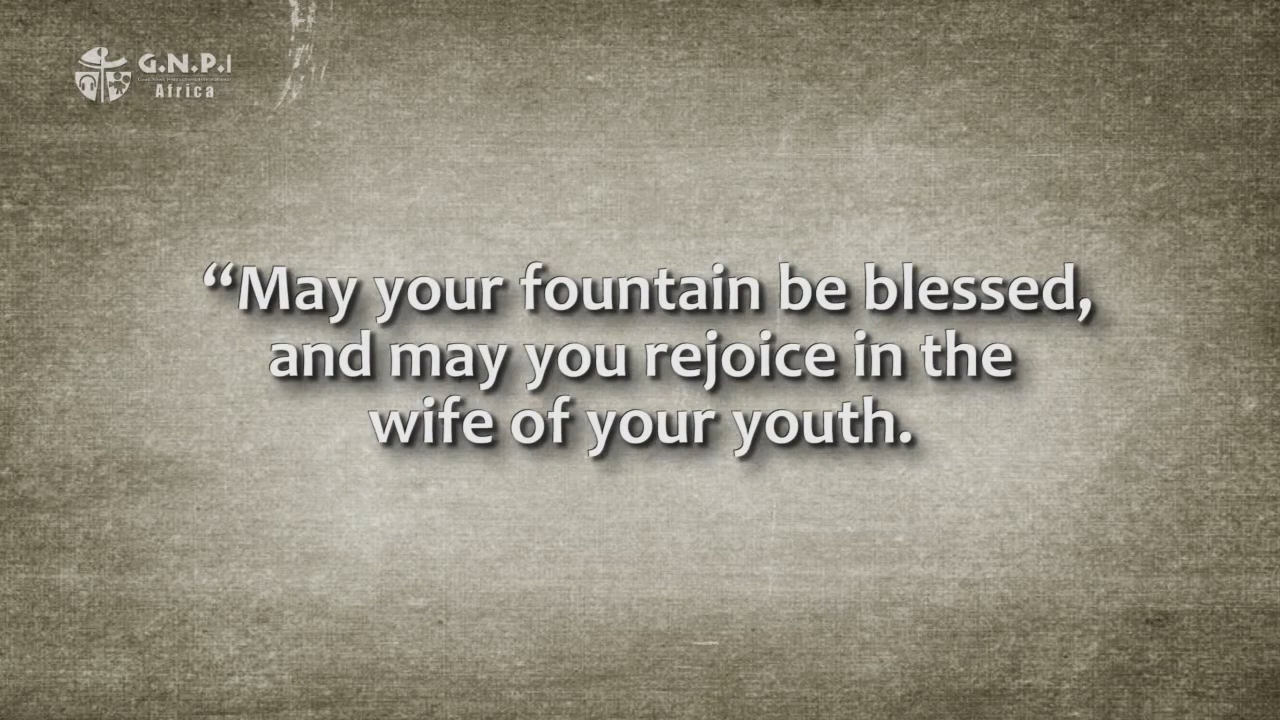 G.N.P.I
Africa
“May your fountain be blessed,
and may you rejoice in the
wife of your youth.